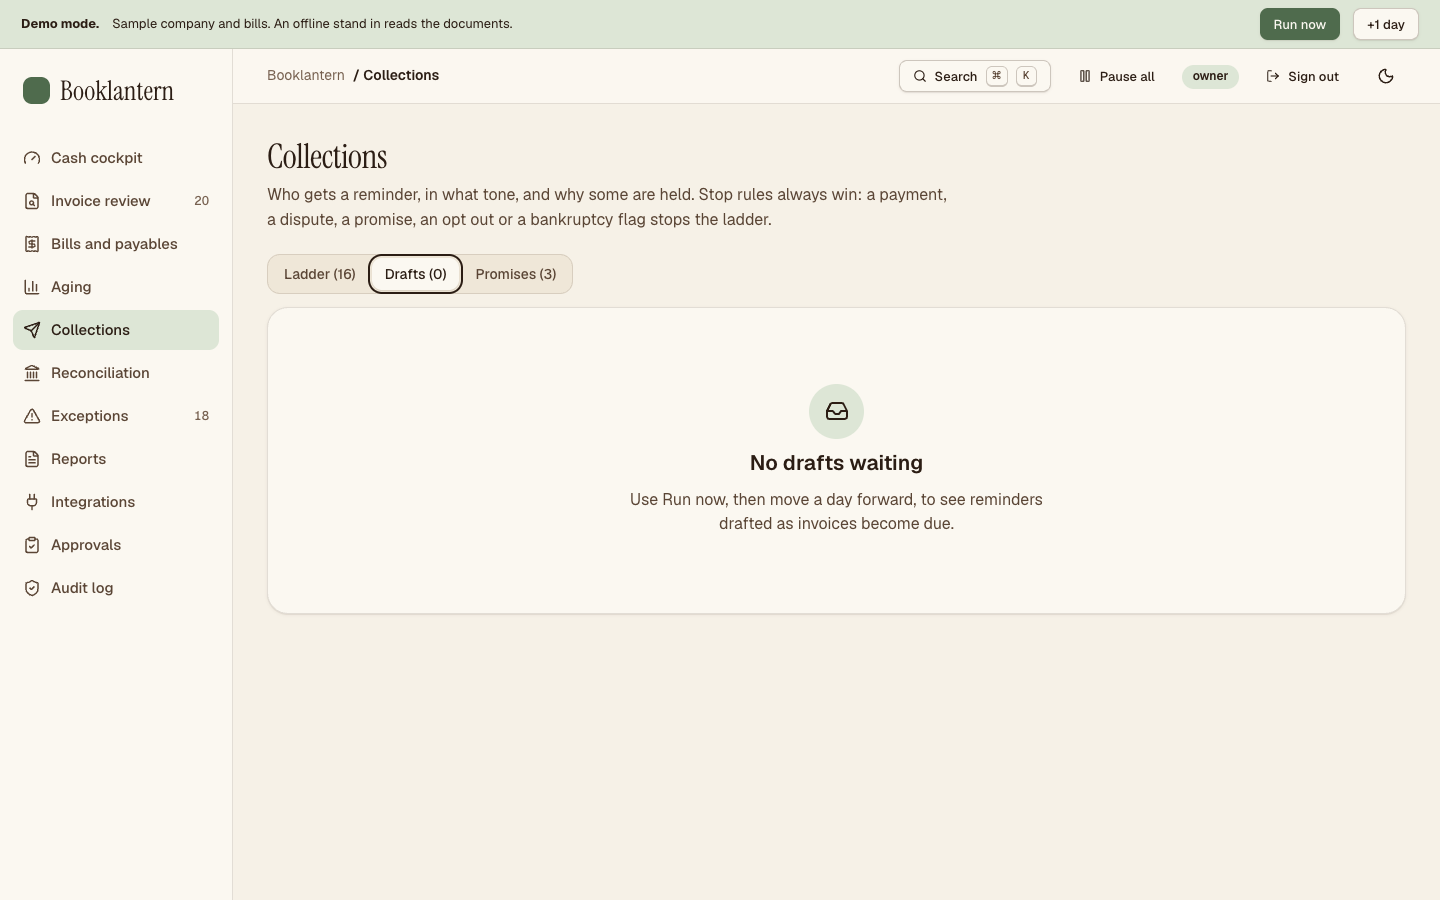 Demo mode. Sample company and bills. An offline stand in reads the documents.
Run now
+1 day
Booklantern
Booklantern / Collections
Search ⌘ K
Pause all
owner
Sign out
Cash cockpit
Invoice review 20
Bills and payables
Aging
Collections
Reconciliation
Exceptions 18
Reports
Integrations
Approvals
Audit log
Collections
Who gets a reminder, in what tone, and why some are held. Stop rules always win: a payment,
a dispute, a promise, an opt out or a bankruptcy flag stops the ladder.
Ladder (16)
Drafts (0)
Promises (3)
No drafts waiting
Use Run now, then move a day forward, to see reminders
drafted as invoices become due.